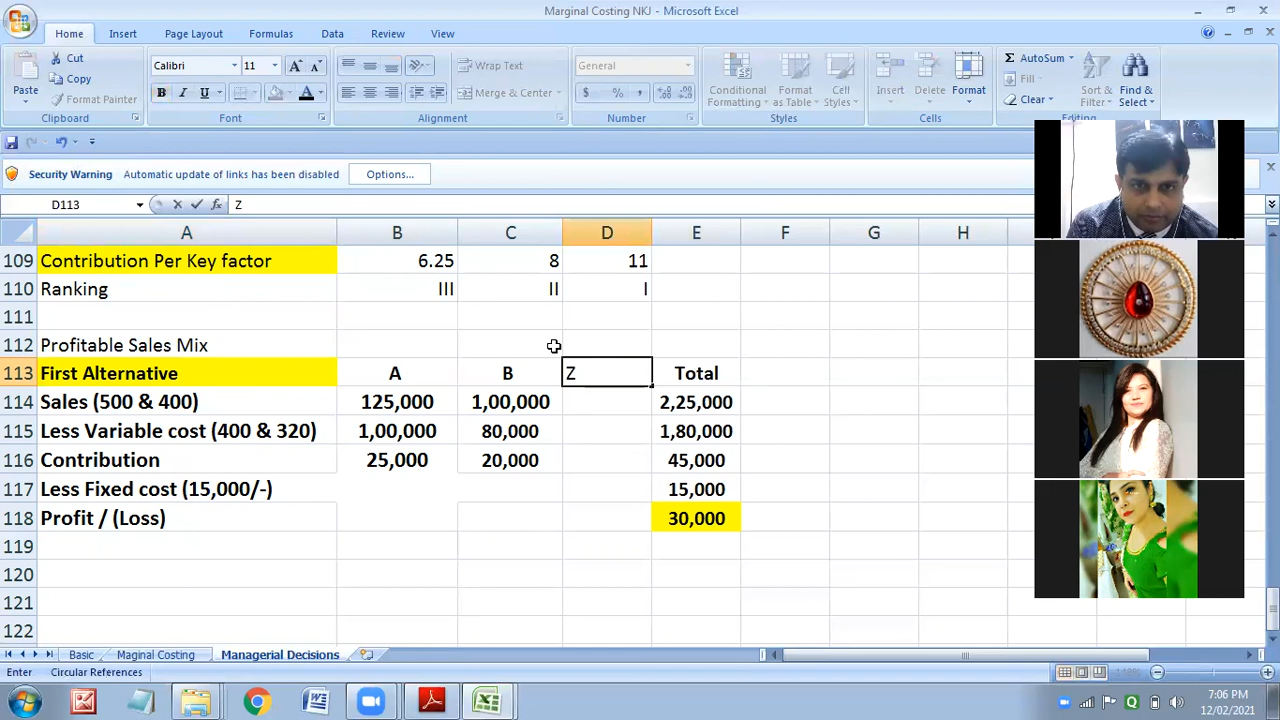 Marginal Costing NKJ - Microsoft Excel
Home Insert Page Layout Formulas Data Review View
Paste
Cut
Copy
Format Painter
Clipboard
Calibri 11
B I U
Font
Wrap Text
Merge & Center
Alignment
General
$ % ,
Number
Conditional Formatting
Format as Table
Cell Styles
Styles
Insert
Delete
Format
Cells
AutoSum
Fill
Clear
Sort & Filter
Find & Select
Editing
Security Warning Automatic update of links has been disabled Options...
D113 fx Z
A B C D E F G H
109 Contribution Per Key factor 6.25 8 11
110 Ranking III II I
111
112 Profitable Sales Mix
113 First Alternative A B Z Total
114 Sales (500 & 400) 125,000 1,00,000 2,25,000
115 Less Variable cost (400 & 320) 1,00,000 80,000 1,80,000
116 Contribution 25,000 20,000 45,000
117 Less Fixed cost (15,000/-) 15,000
118 Profit / (Loss) 30,000
119
120
121
122
Basic Maginal Costing Managerial Decisions
Enter Circular References
7:06 PM
12/02/2021